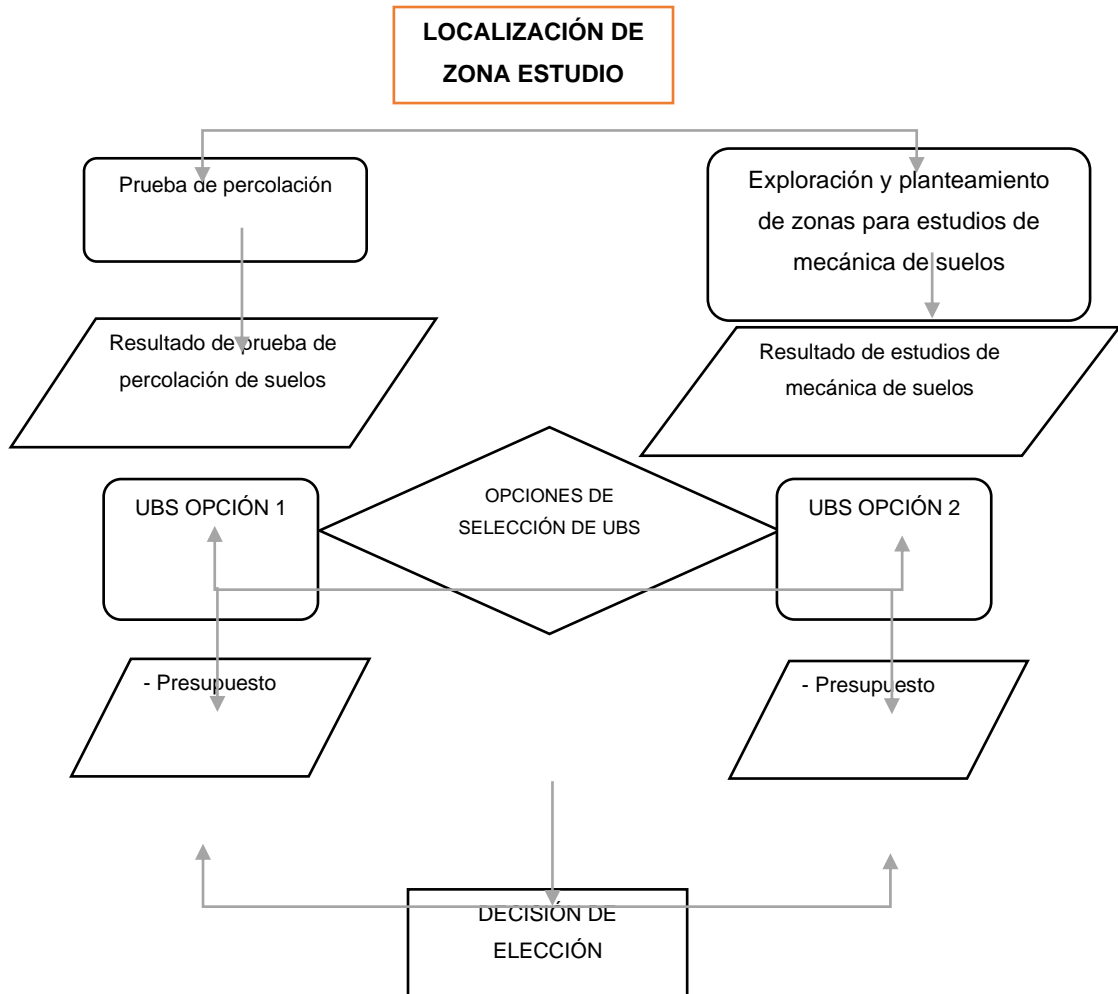 LOCALIZACIÓN DE
ZONA ESTUDIO
Prueba de percolación
Exploración y planteamiento
de zonas para estudios de
mecánica de suelos
Resultado de prueba de
percolación de suelos
Resultado de estudios de
mecánica de suelos
OPCIONES DE
SELECCIÓN DE UBS
UBS OPCIÓN 1
UBS OPCIÓN 2
- Presupuesto
- Presupuesto
DECISIÓN DE
ELECCIÓN